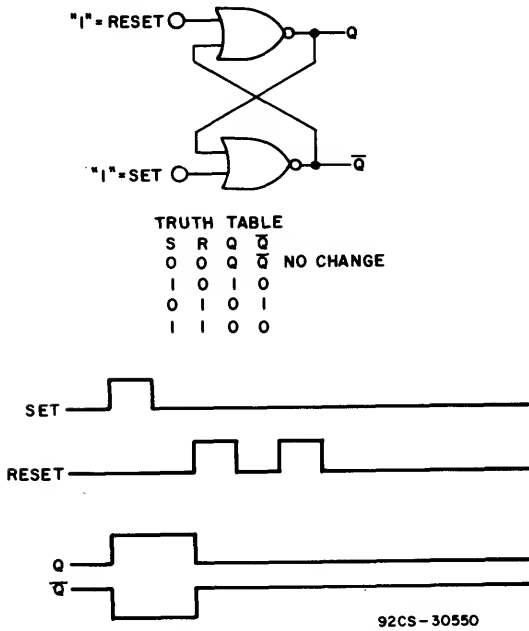 "1" = RESET
Q
"1" = SET
Q̅
TRUTH TABLE
S R Q Q̅
0 0 Q Q̅ NO CHANGE
1 0 1 0
0 1 0 1
1 1 0 0
SET
RESET
Q
Q̅
92CS-30550